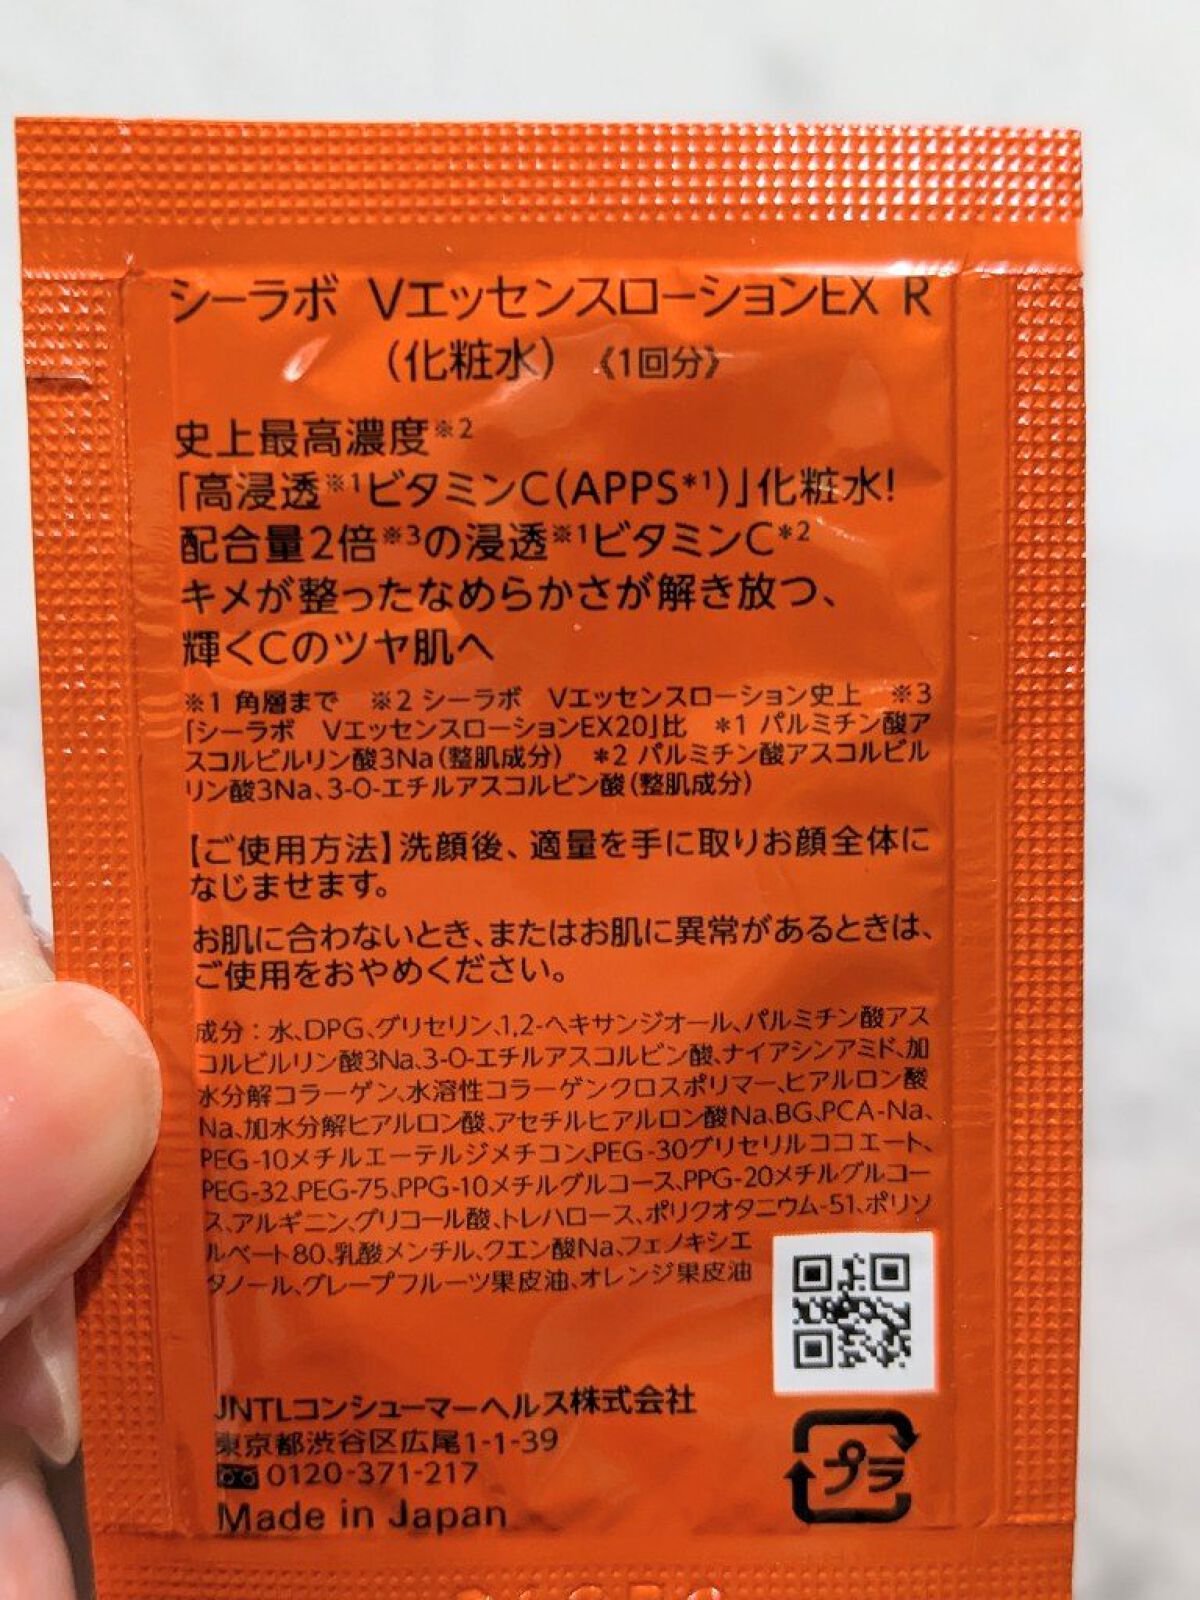 シーラボ VエッセンスローションEX R
（化粧水） 《1回分》
史上最高濃度※2
「高浸透※1ビタミンC(APPS*1)」化粧水!
配合量2倍※3の浸透※1ビタミンC*2
キメが整ったなめらかさが解き放つ、
輝くCのツヤ肌へ
※1 角層まで ※2 シーラボ Vエッセンスローション史上 ※3
「シーラボ VエッセンスローションEX20」比 *1 パルミチン酸ア
スコルビルリン酸3Na（整肌成分） *2 パルミチン酸アスコルビル
リン酸3Na、3-O-エチルアスコルビン酸（整肌成分）
【ご使用方法】洗顔後、適量を手に取りお顔全体に
なじませます。
お肌に合わないとき、またはお肌に異常があるときは、
ご使用をおやめください。
成分：水、DPG、グリセリン、1,2-ヘキサンジオール、パルミチン酸アス
コルビルリン酸3Na、3-O-エチルアスコルビン酸、ナイアシンアミド、加
水分解コラーゲン、水溶性コラーゲンクロスポリマー、ヒアルロン酸
Na、加水分解ヒアルロン酸、アセチルヒアルロン酸Na、BG、PCA-Na、
PEG-10メチルエーテルジメチコン、PEG-30グリセリルココエート、
PEG-32、PEG-75、PPG-10メチルグルコース、PPG-20メチルグルコー
ス、アルギニン、グリコール酸、トレハロース、ポリクオタニウム-51、ポリソ
ルベート80、乳酸メンチル、クエン酸Na、フェノキシエ
タノール、グレープフルーツ果皮油、オレンジ果皮油
JNTLコンシューマーヘルス株式会社
東京都渋谷区広尾1-1-39
0120-371-217
プラ
Made in Japan